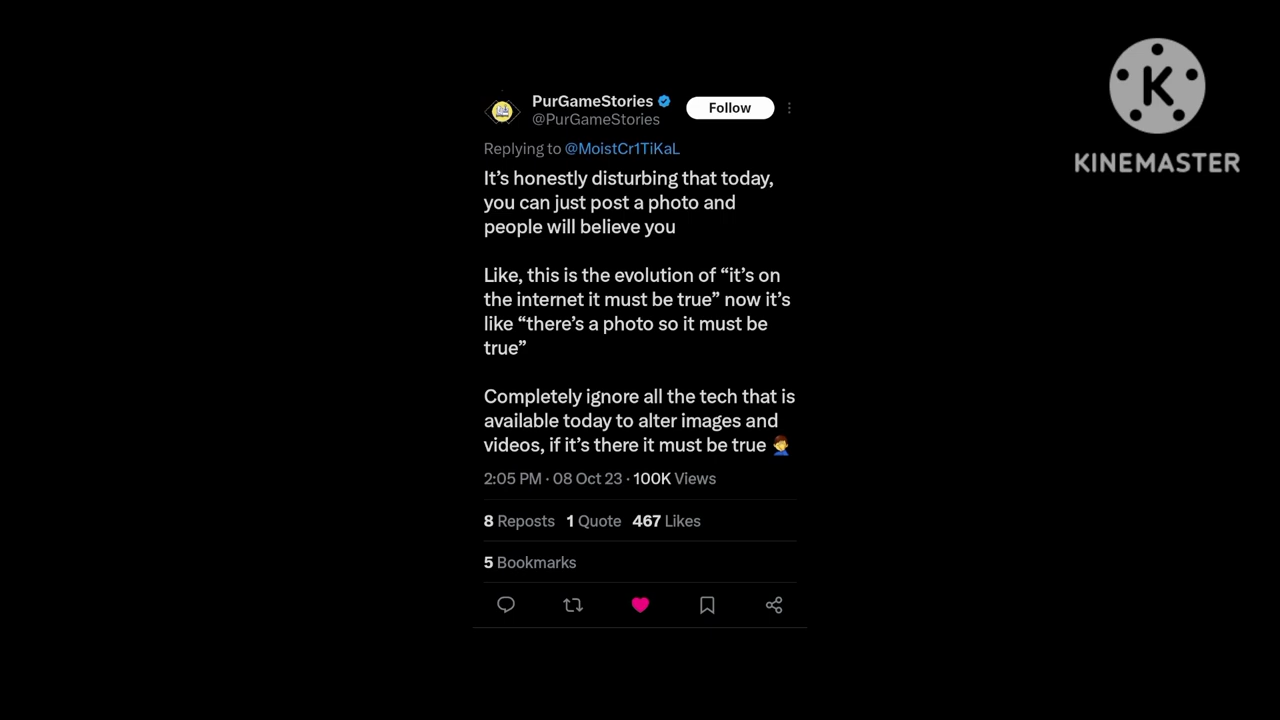 PurGameStories
Follow
@PurGameStories
Replying to @MoistCr1TiKaL
It’s honestly disturbing that today,
you can just post a photo and
people will believe you
Like, this is the evolution of “it’s on
the internet it must be true” now it’s
like “there’s a photo so it must be
true”
Completely ignore all the tech that is
available today to alter images and
videos, if it’s there it must be true 🤦‍♂️
2:05 PM · 08 Oct 23 · 100K Views
8 Reposts 1 Quote 467 Likes
5 Bookmarks
K
KINEMASTER